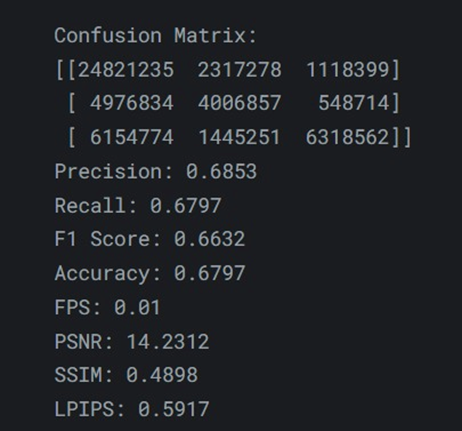 Confusion Matrix:
[[24821235 2317278 1118399]
[ 4976834 4006857 548714]
[ 6154774 1445251 6318562]]
Precision: 0.6853
Recall: 0.6797
F1 Score: 0.6632
Accuracy: 0.6797
FPS: 0.01
PSNR: 14.2312
SSIM: 0.4898
LPIPS: 0.5917